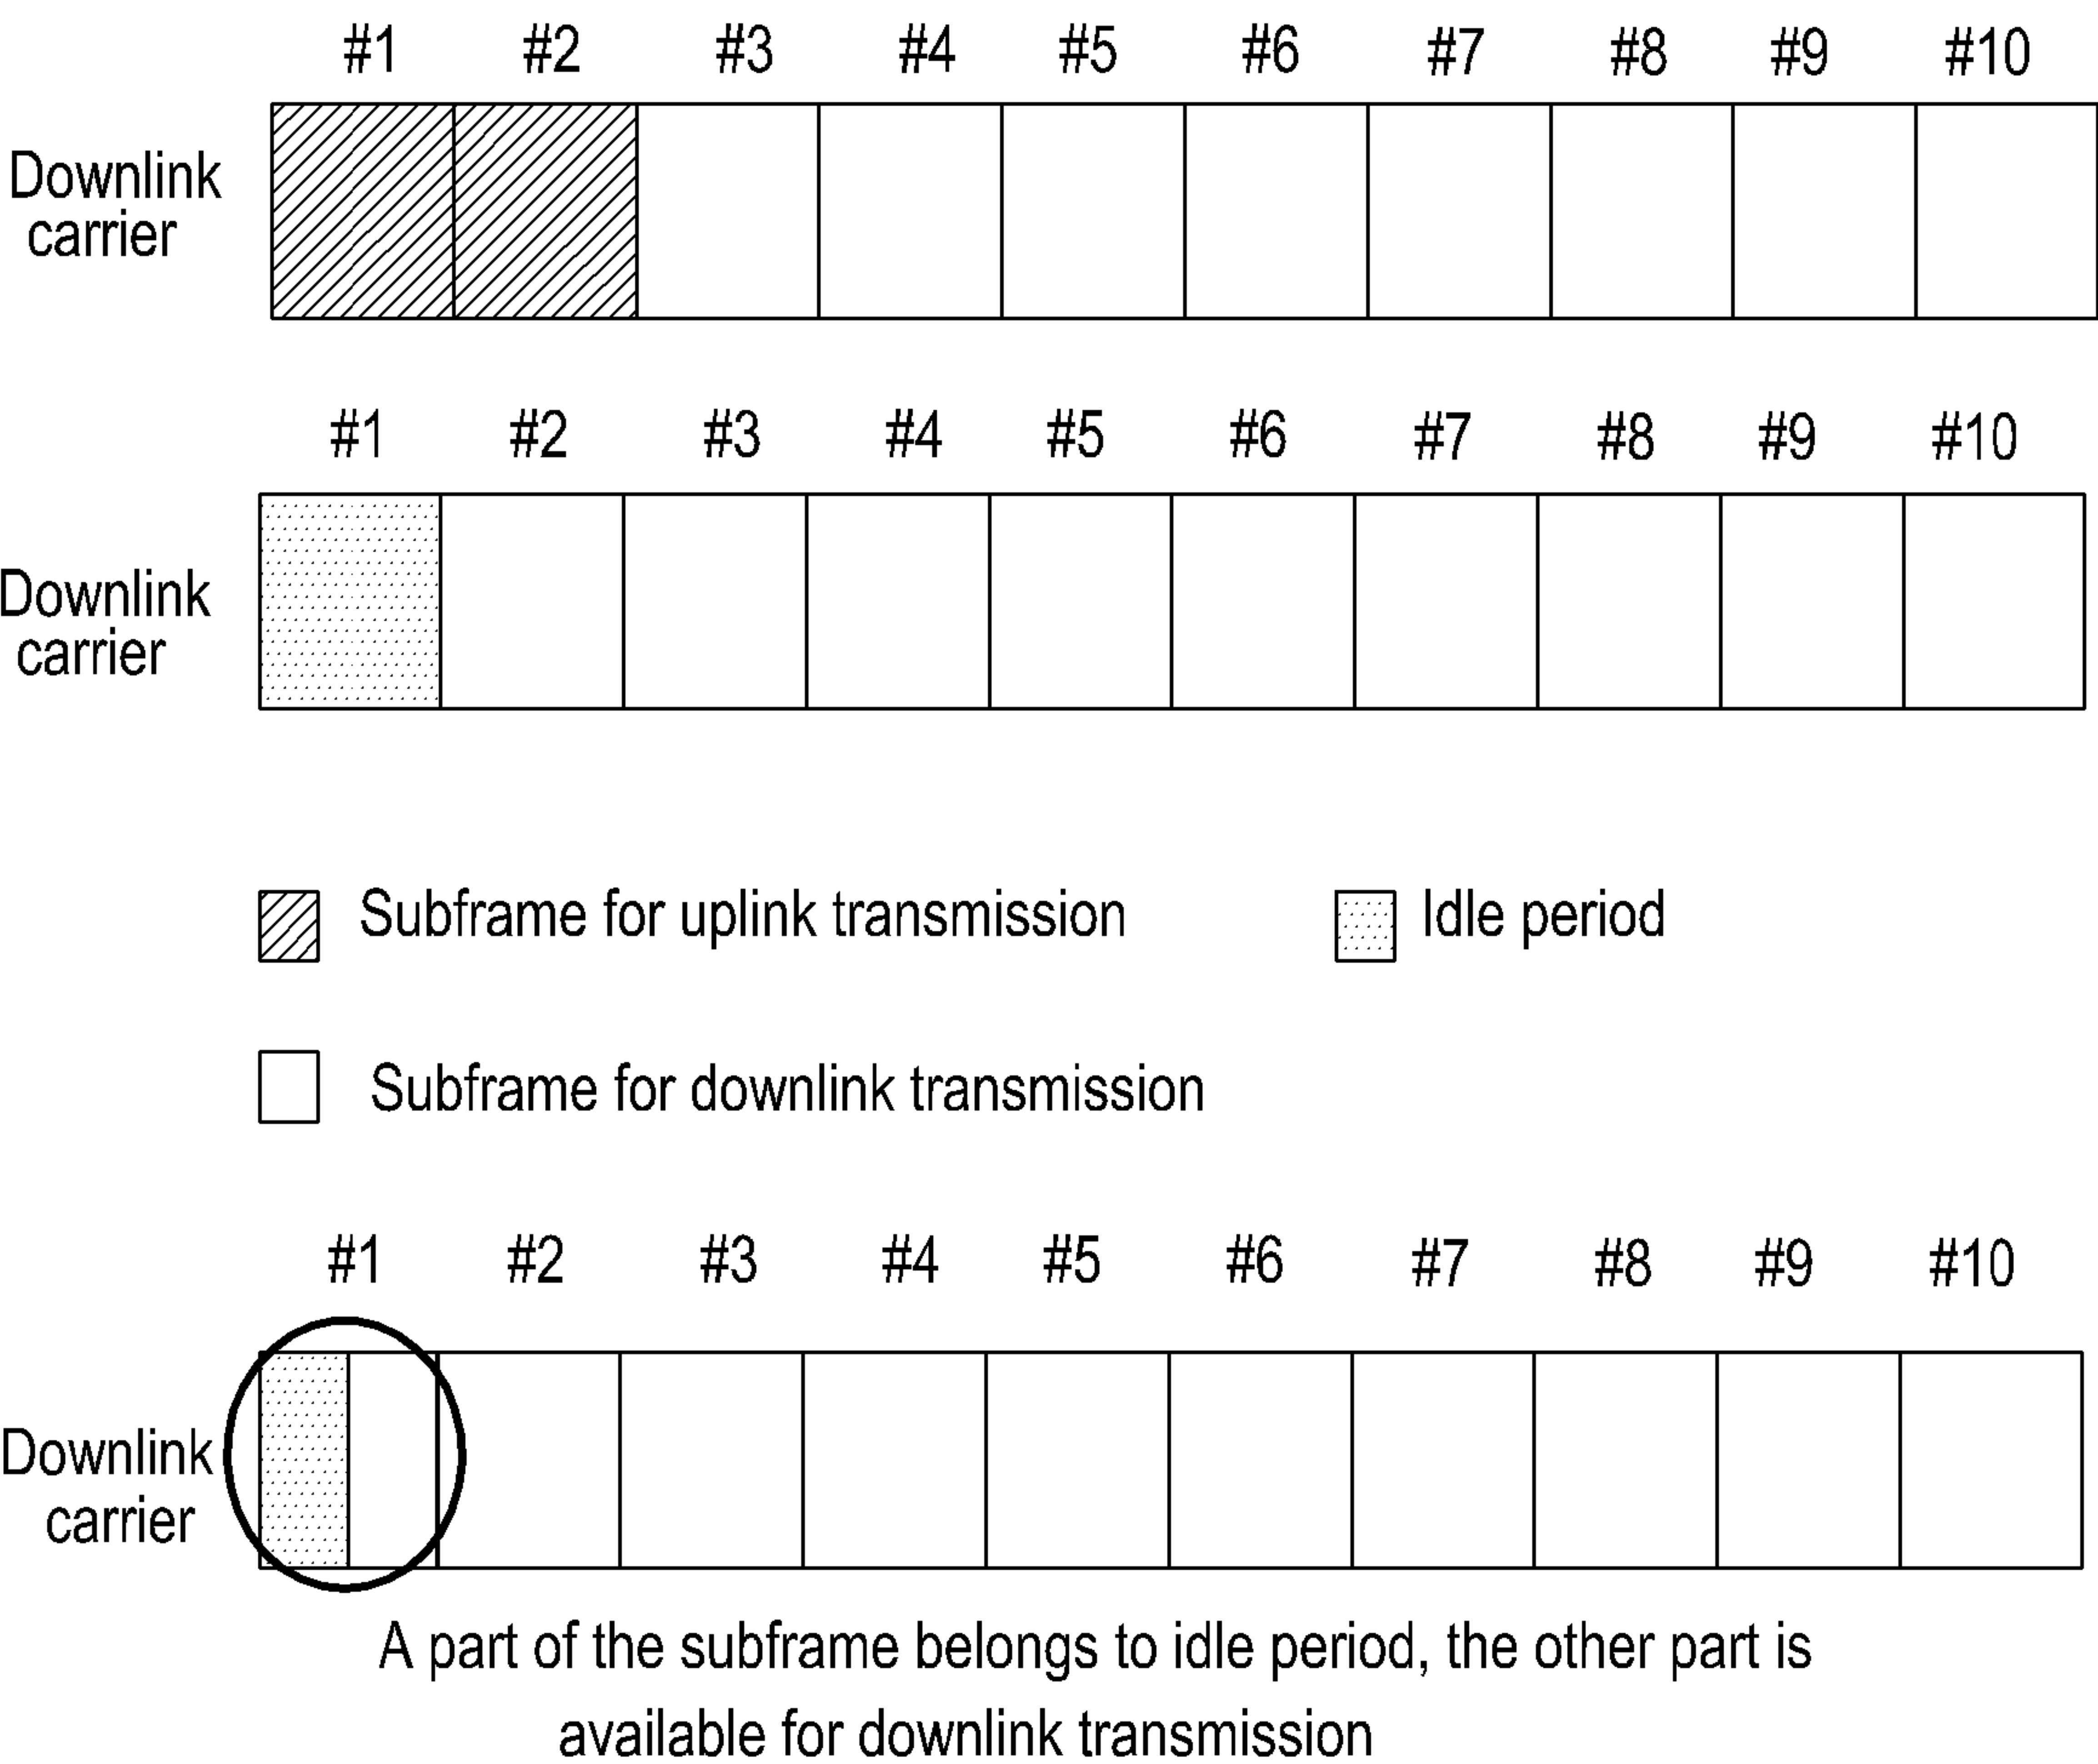 #1 #2 #3 #4 #5 #6 #7 #8 #9 #10
Downlink
carrier
#1 #2 #3 #4 #5 #6 #7 #8 #9 #10
Downlink
carrier
Subframe for uplink transmission
Idle period
Subframe for downlink transmission
#1 #2 #3 #4 #5 #6 #7 #8 #9 #10
Downlink
carrier
A part of the subframe belongs to idle period, the other part is
available for downlink transmission